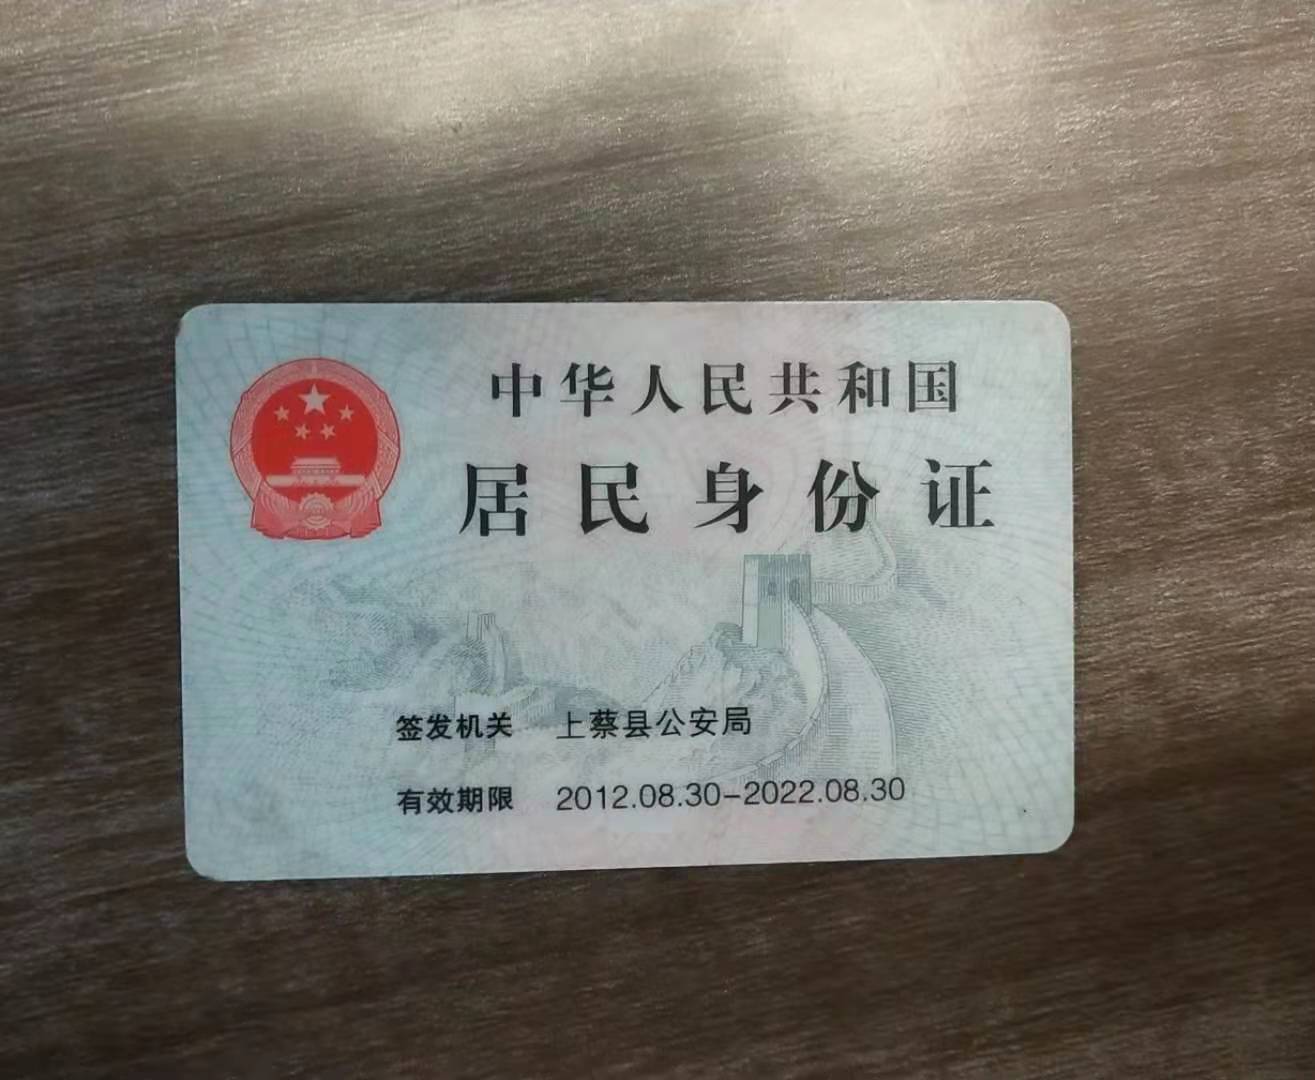 中华人民共和国
居民身份证
签发机关 上蔡县公安局
有效期限 2012.08.30-2022.08.30